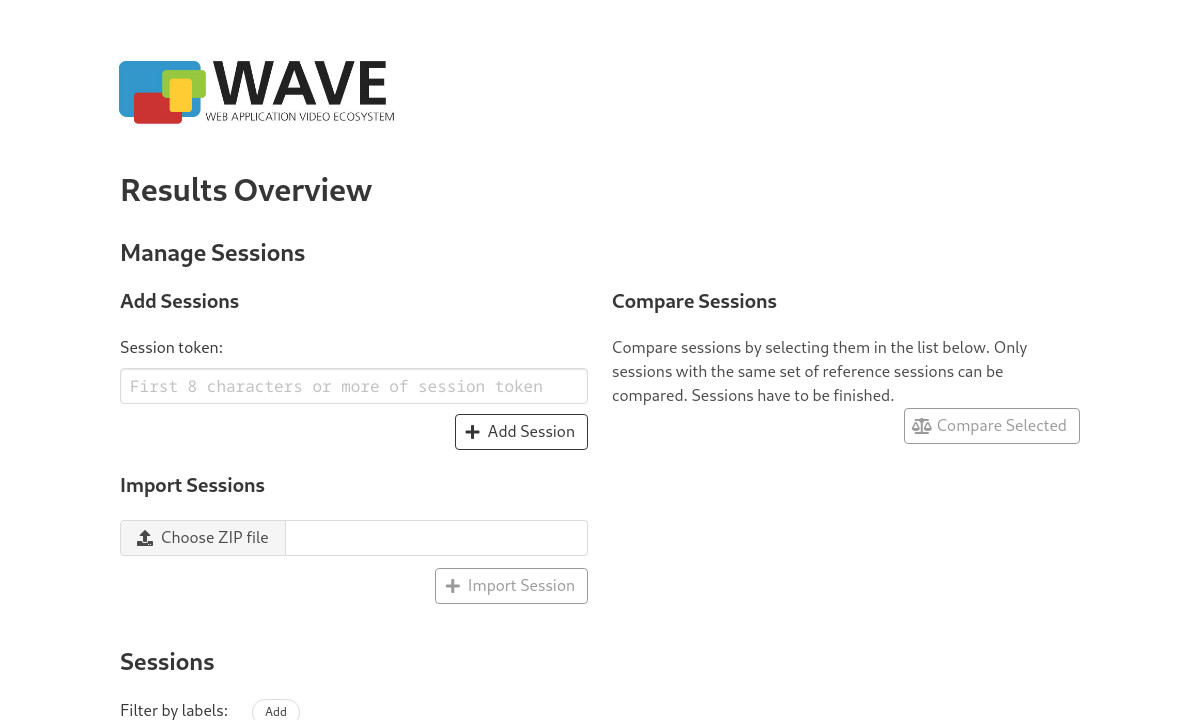 WAVE
WEB APPLICATION VIDEO ECOSYSTEM
Results Overview
Manage Sessions
Add Sessions
Session token:
First 8 characters or more of session token
Add Session
Import Sessions
Choose ZIP file
Import Session
Compare Sessions
Compare sessions by selecting them in the list below. Only
sessions with the same set of reference sessions can be
compared. Sessions have to be finished.
Compare Selected
Sessions
Filter by labels:
Add